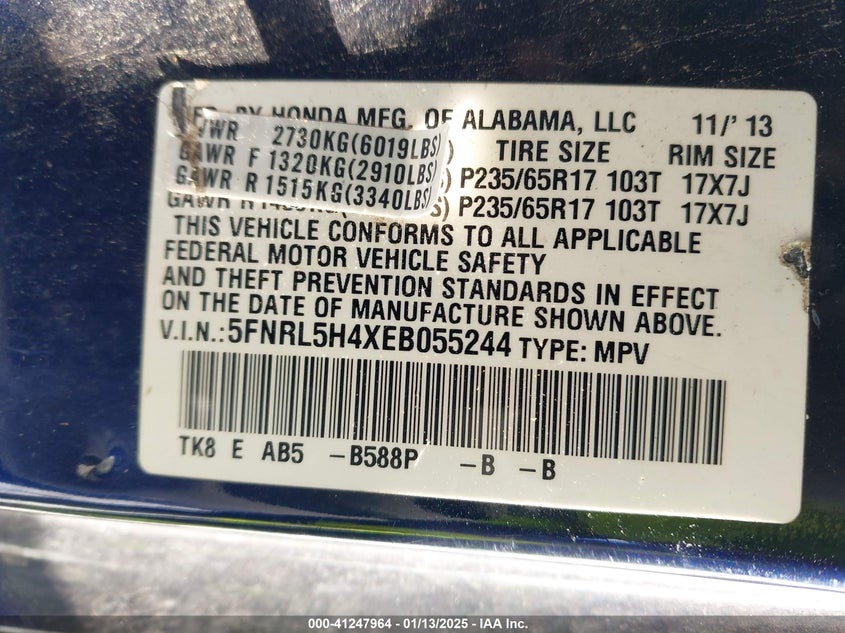 BY HONDA MFG. OF ALABAMA, LLC 11/' 13
2730KG(6019LBS) TIRE SIZE RIM SIZE
GAWR F 1320KG(2910LBS) P235/65R17 103T 17X7J
GAWR R 1515KG(3340LBS) P235/65R17 103T 17X7J
THIS VEHICLE CONFORMS TO ALL APPLICABLE
FEDERAL MOTOR VEHICLE SAFETY
AND THEFT PREVENTION STANDARDS IN EFFECT
ON THE DATE OF MANUFACTURE SHOWN ABOVE.
V.I.N.:5FNRL5H4XEB055244 TYPE: MPV
TK8 E AB5 -B588P -B -B
000-41247964 - 01/13/2025 - IAA Inc.